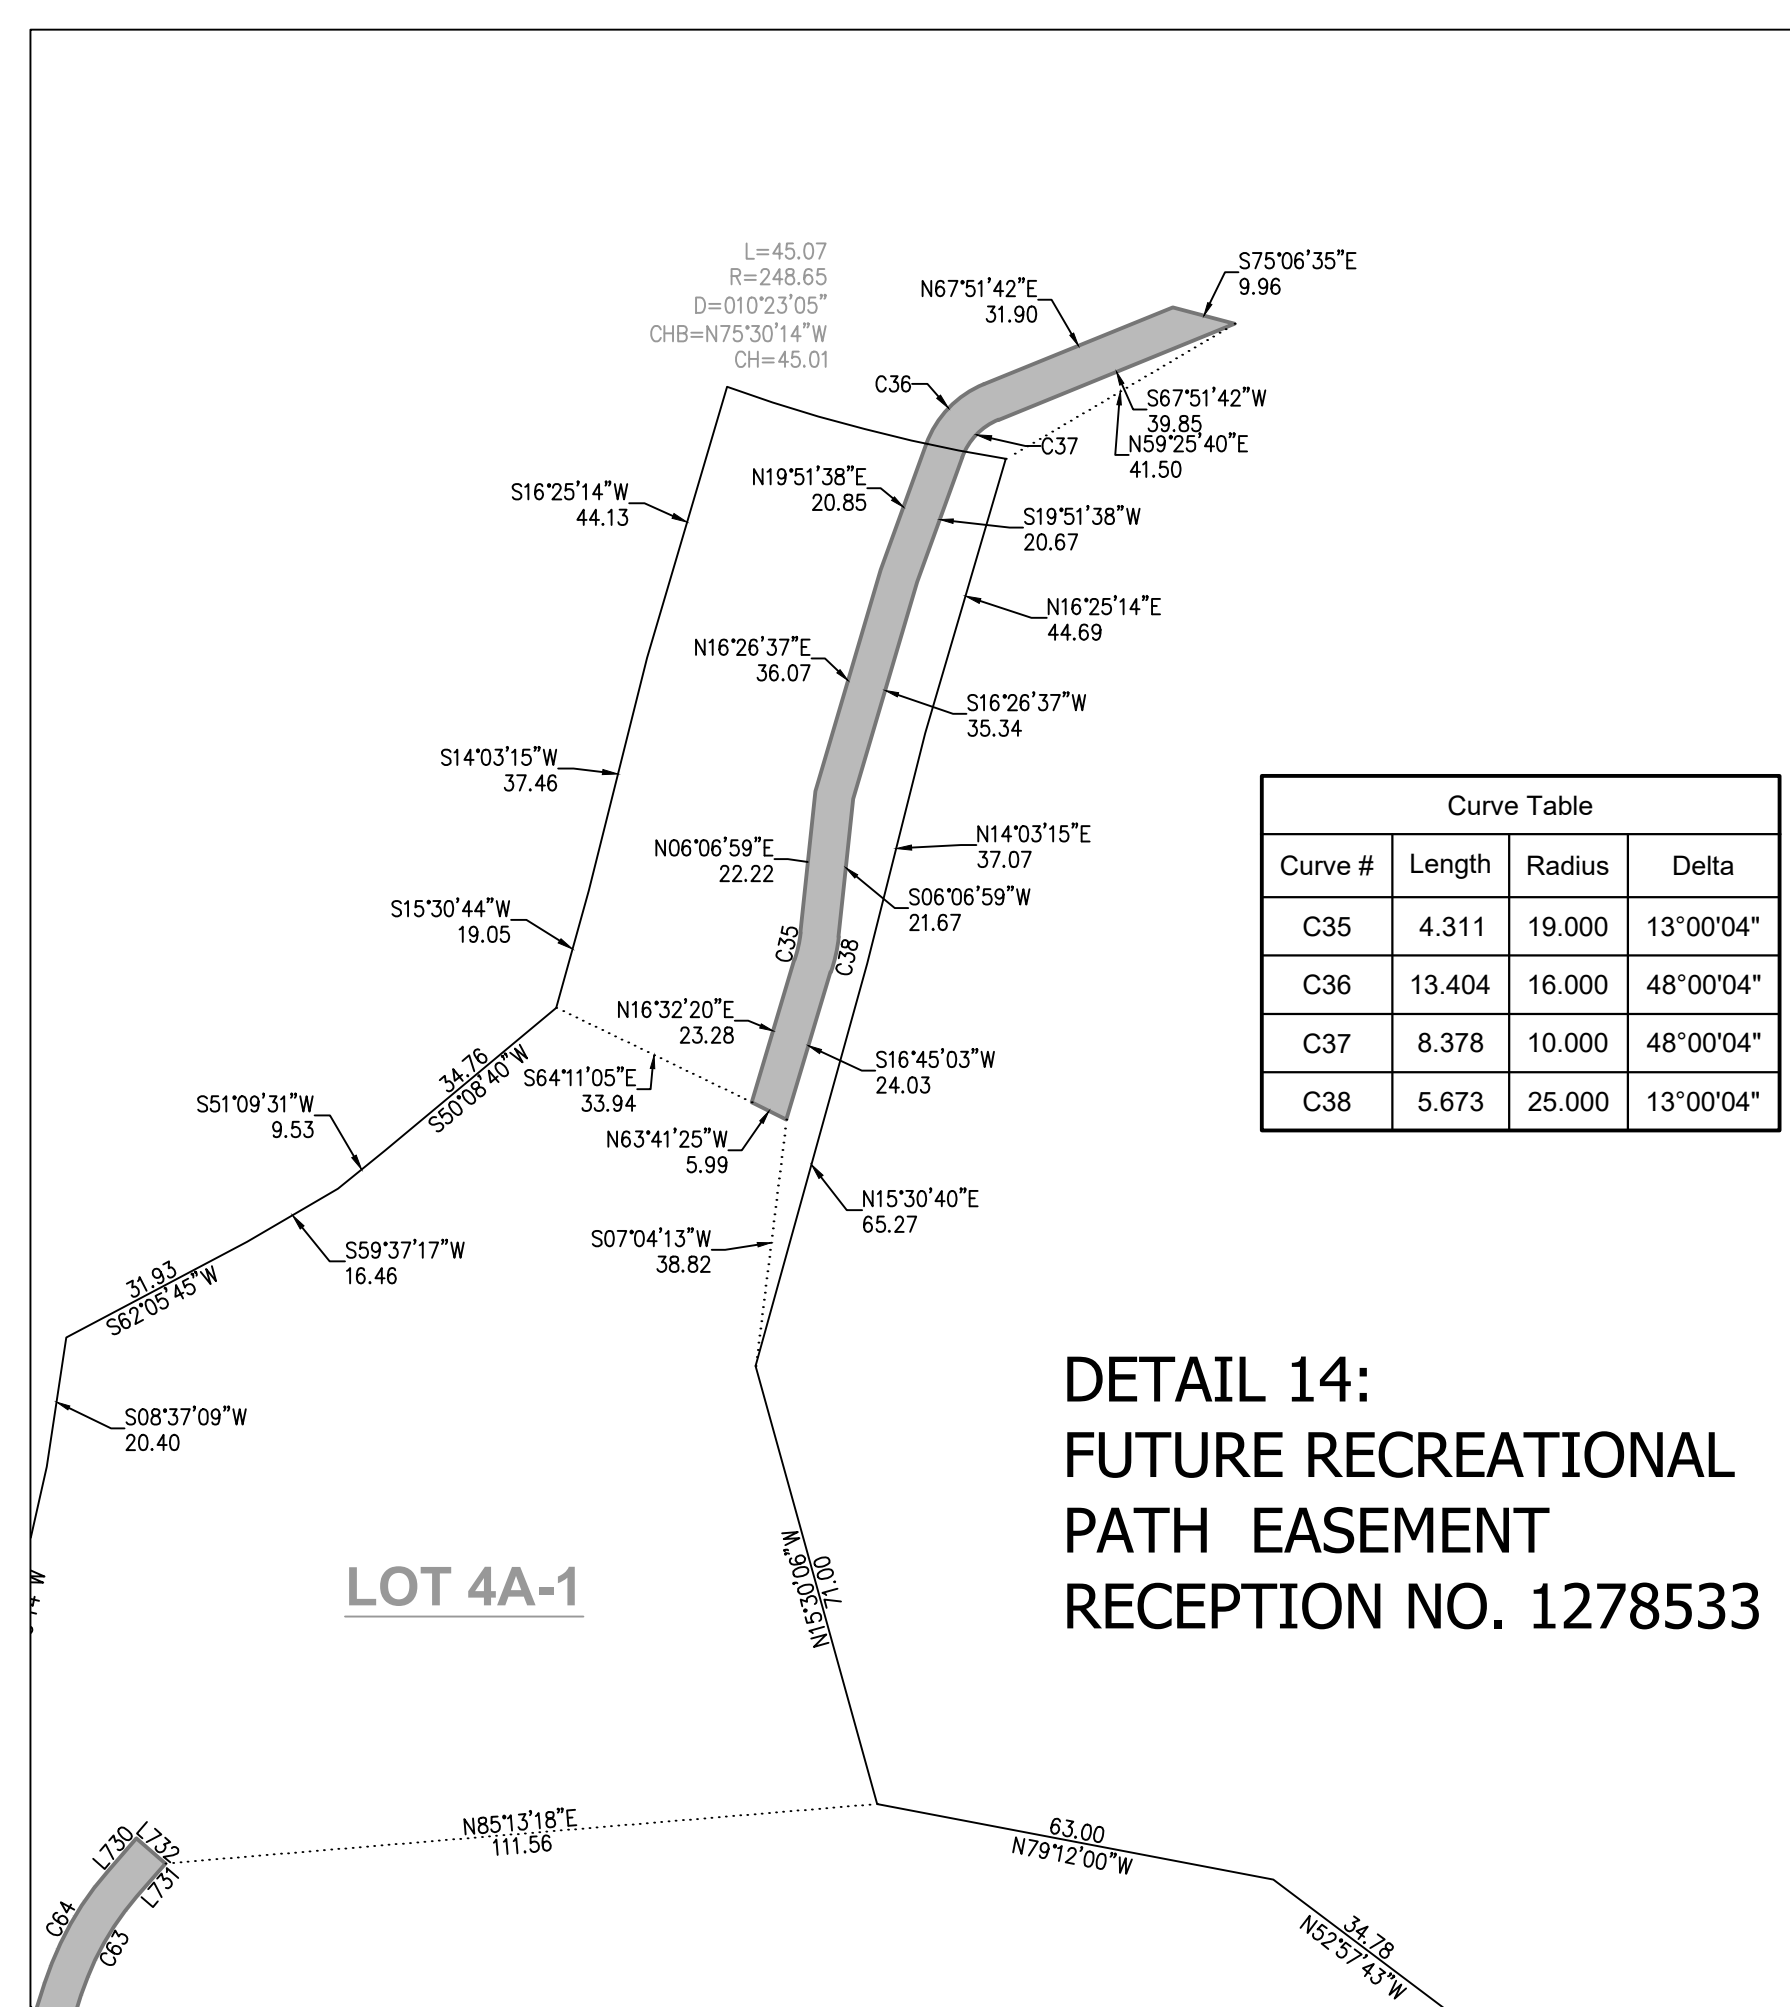 L=45.07
R=248.65
D=010°23'05"
CHB=N75°30'14"W
CH=45.01
S75°06'35"E
9.96
N67°51'42"E
31.90
C36
S67°51'42"W
39.85
N59°25'40"E
41.50
C37
N19°51'38"E
20.85
S16°25'14"W
44.13
S19°51'38"W
20.67
N16°25'14"E
44.69
N16°26'37"E
36.07
S16°26'37"W
35.34
S14°03'15"W
37.46
N14°03'15"E
37.07
N06°06'59"E
22.22
S06°06'59"W
21.67
S15°30'44"W
19.05
C35
C38
N16°32'20"E
23.28
S16°45'03"W
24.03
34.76
S50°08'40"W
S64°11'05"E
33.94
S51°09'31"W
9.53
N63°41'25"W
5.99
N15°30'40"E
65.27
S07°04'13"W
38.82
S59°37'17"W
16.46
31.93
S62°05'45"W
S08°37'09"W
20.40
Curve Table
Curve # Length Radius Delta
C35 4.311 19.000 13°00'04"
C36 13.404 16.000 48°00'04"
C37 8.378 10.000 48°00'04"
C38 5.673 25.000 13°00'04"
DETAIL 14:
FUTURE RECREATIONAL
PATH EASEMENT
RECEPTION NO. 1278533
LOT 4A-1
71.00
N15°30'06"W
N85°13'18"E
111.56
63.00
N79°12'00"W
34.78
N52°57'43"W
L730
L732
L731
C64
C63